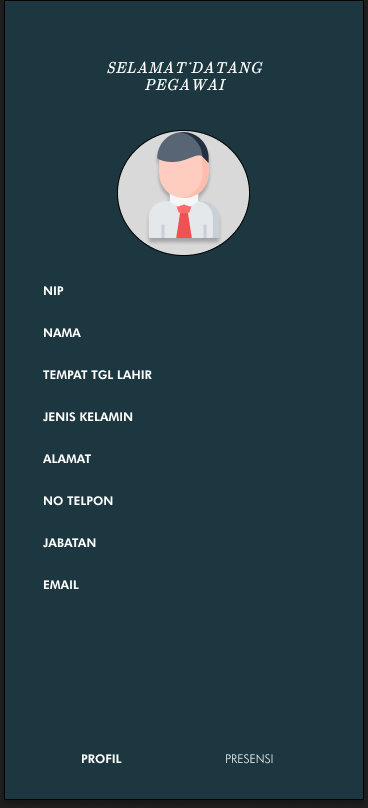 SELAMAT DATANG
PEGAWAI
NIP
NAMA
TEMPAT TGL LAHIR
JENIS KELAMIN
ALAMAT
NO TELPON
JABATAN
EMAIL
PROFIL PRESENSI